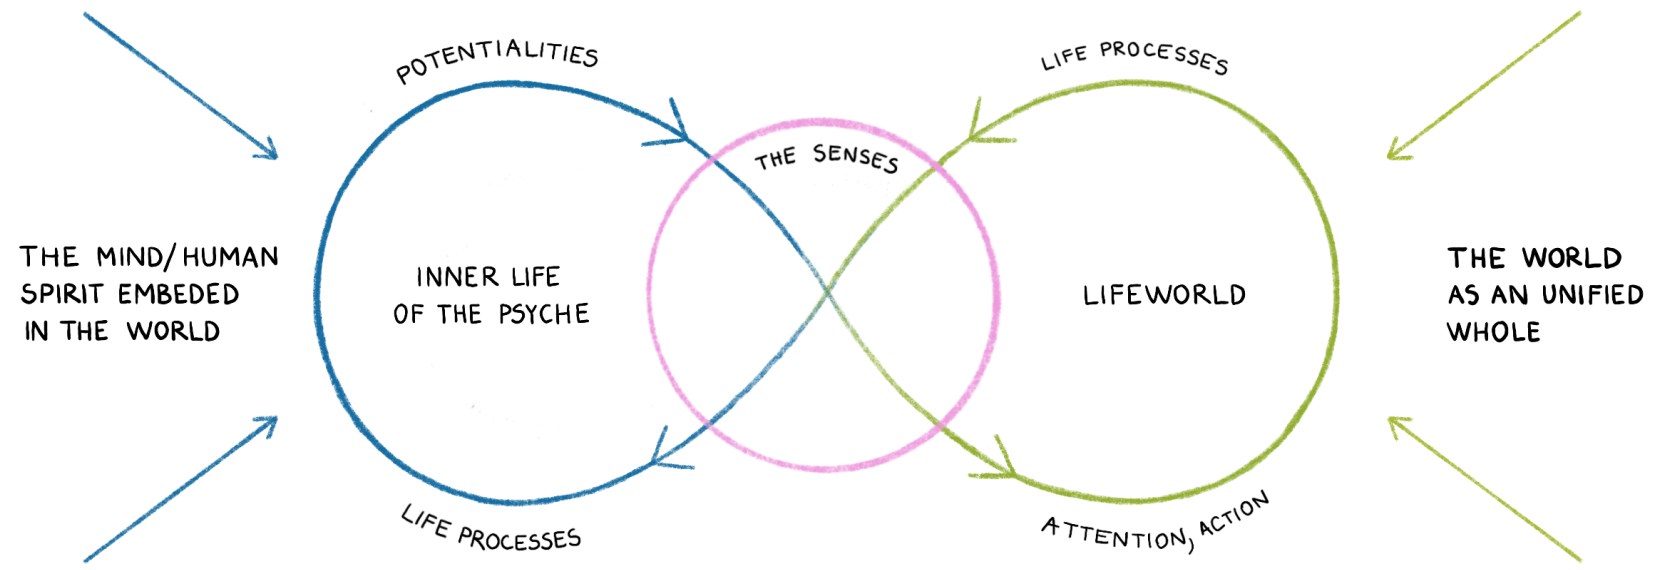 POTENTIALITIES
LIFE PROCESSES
THE SENSES
THE MIND/HUMAN
SPIRIT EMBEDED
IN THE WORLD
INNER LIFE
OF THE PSYCHE
LIFEWORLD
THE WORLD
AS AN UNIFIED
WHOLE
LIFE PROCESSES
ATTENTION, ACTION